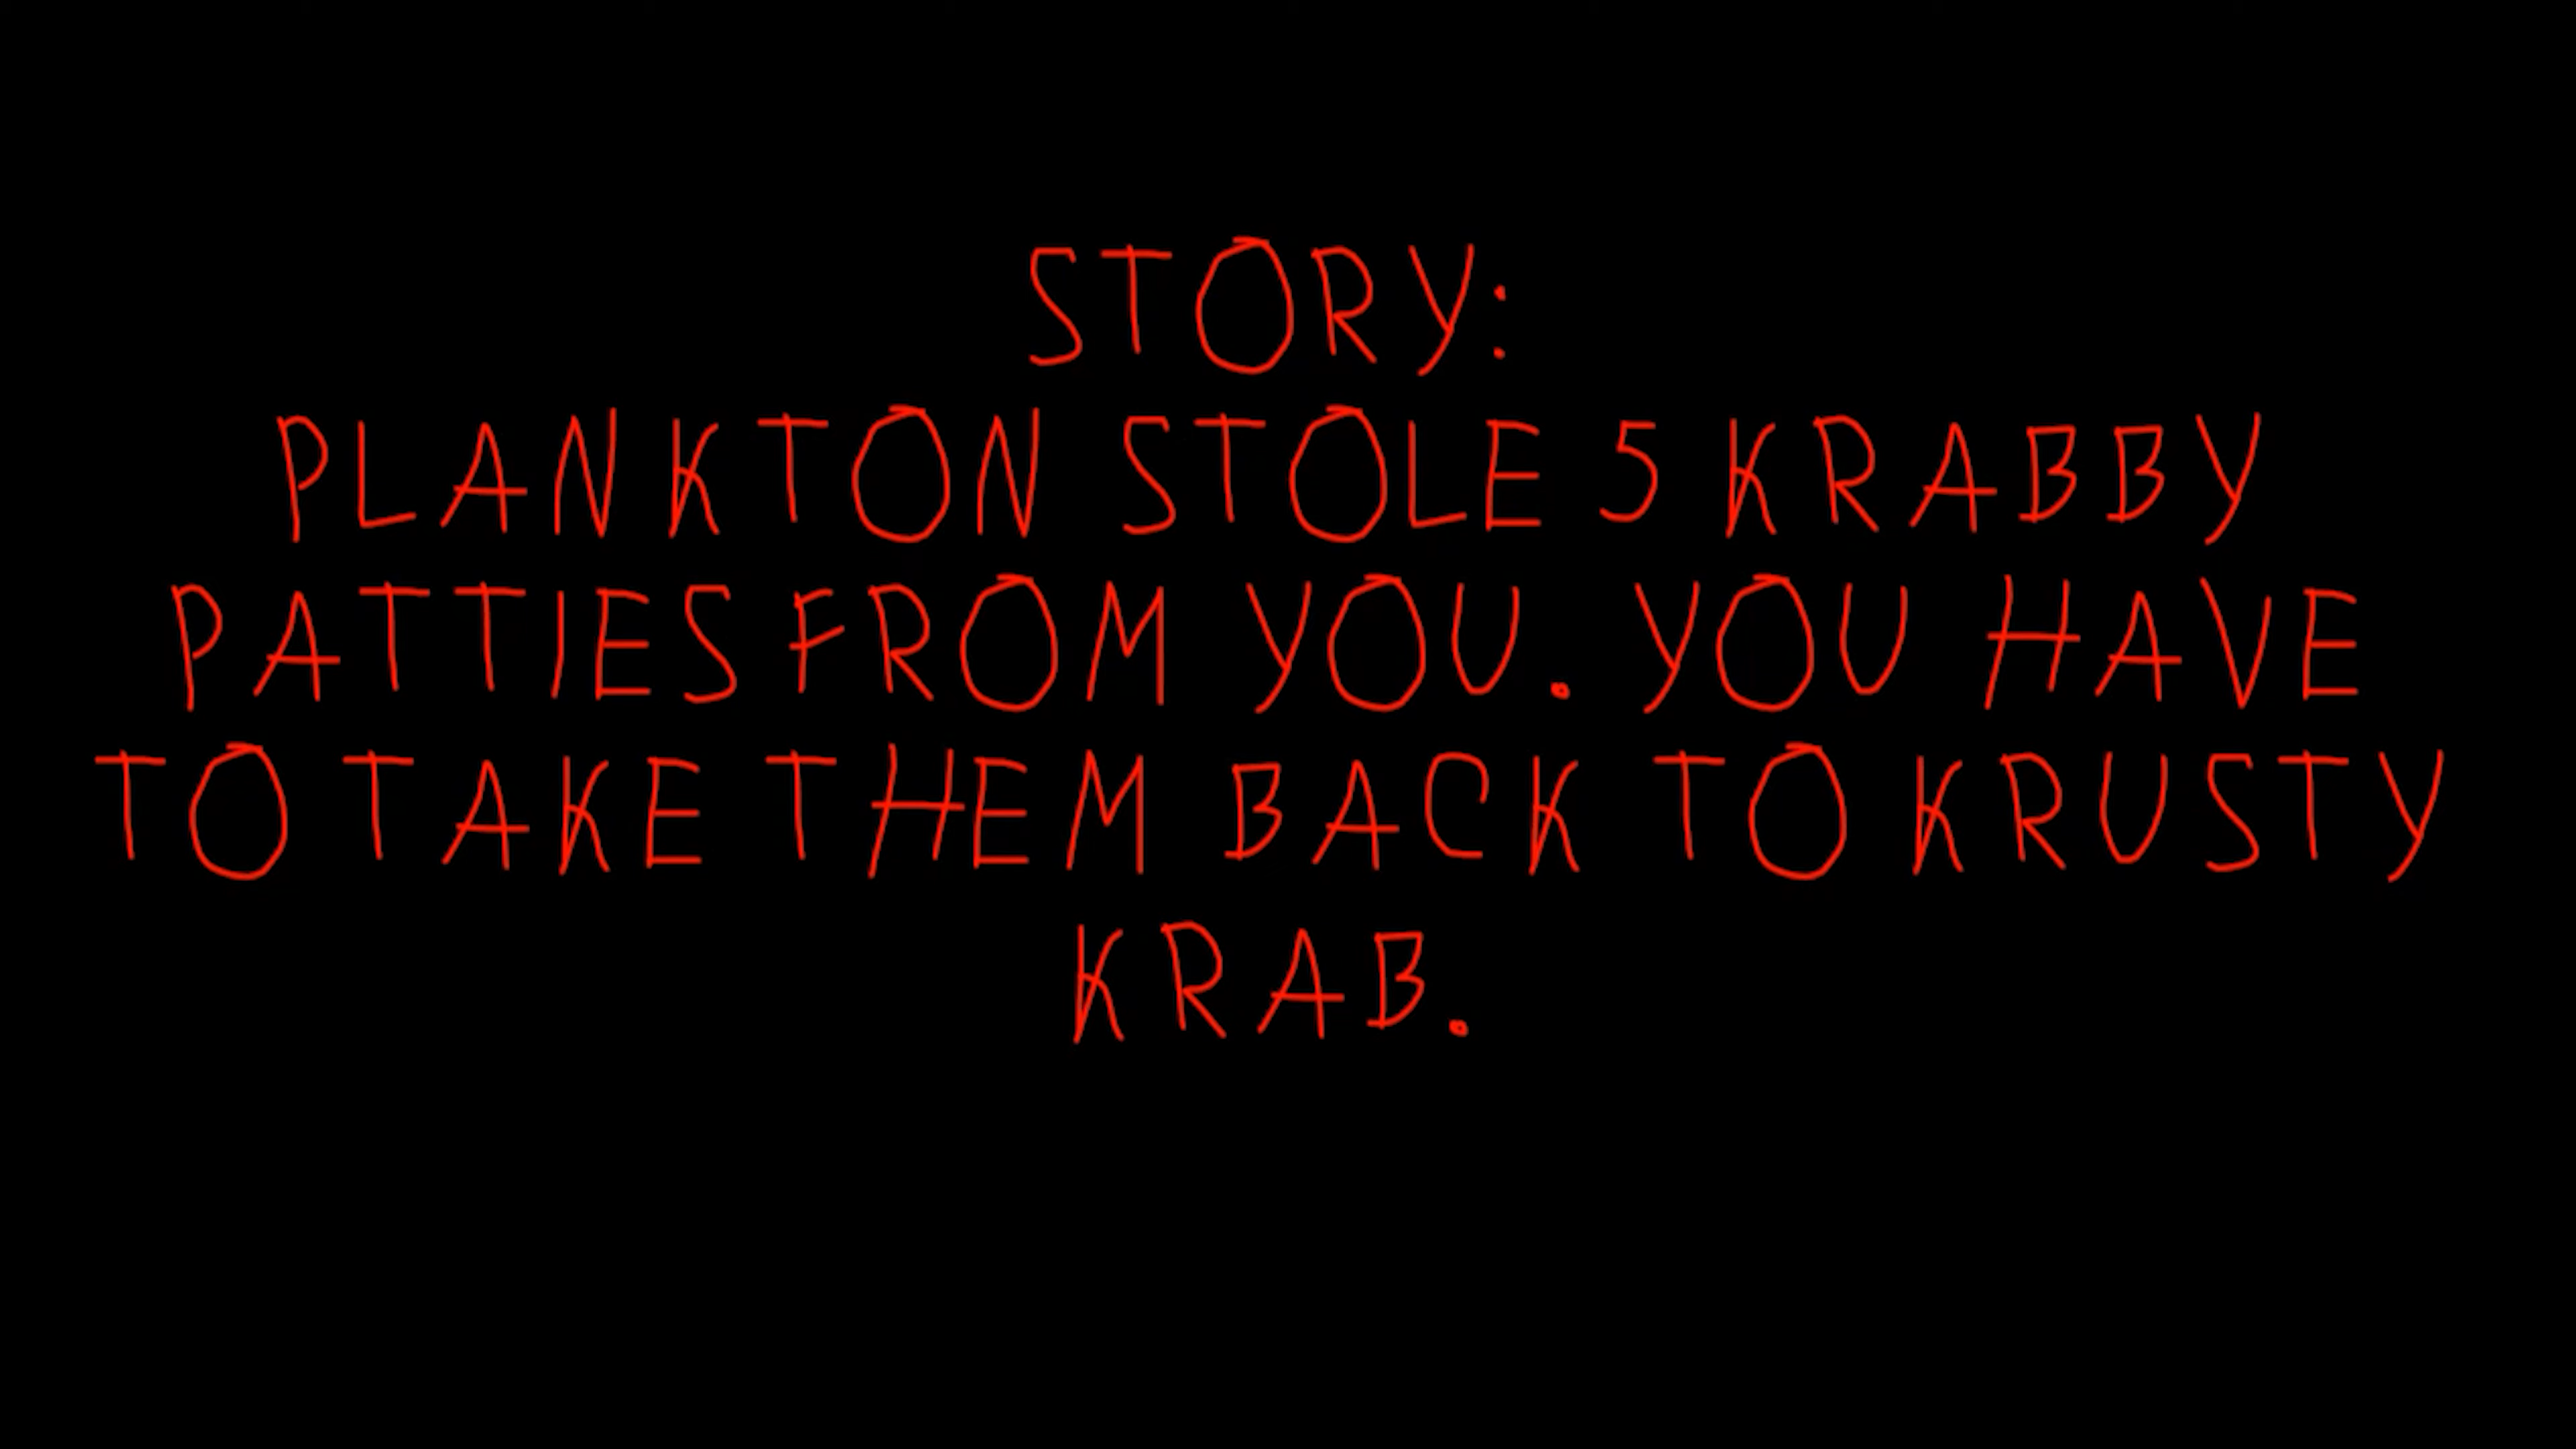 STORY:
PLANKTON STOLE 5 KRABBY
PATTIES FROM YOU. YOU HAVE
TO TAKE THEM BACK TO KRUSTY
KRAB.